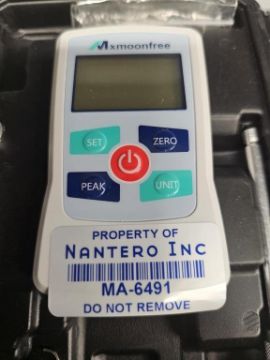 Mxmoonfree
SET ZERO
PEAK UNIT
PROPERTY OF
NANTERO INC
MA-6491
DO NOT REMOVE